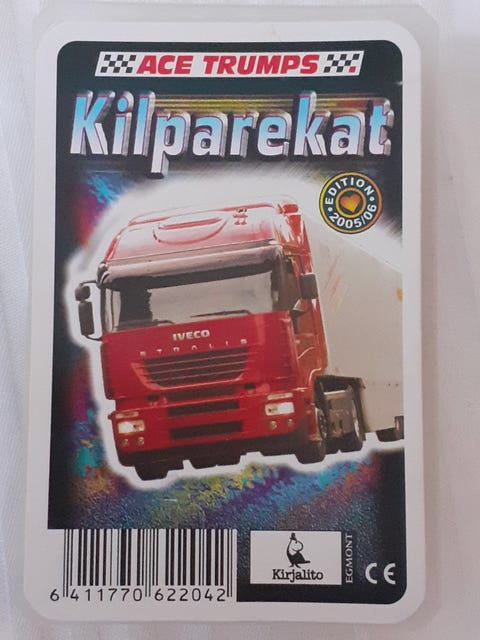 ACE TRUMPS
Kilparekat
EDITION
2005/06
IVECO
STRALIS
6 411770 622042
Kirjalito
EGMONT
CE